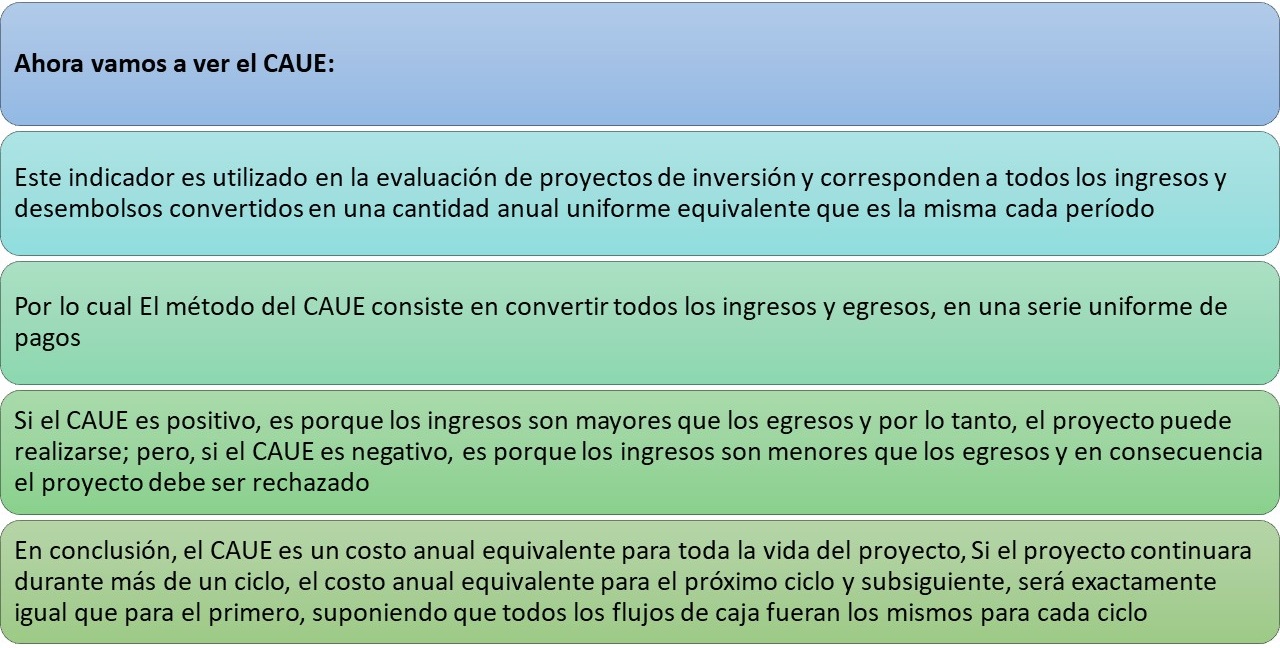 Ahora vamos a ver el CAUE:
Este indicador es utilizado en la evaluación de proyectos de inversión y corresponden a todos los ingresos y
desembolsos convertidos en una cantidad anual uniforme equivalente que es la misma cada período
Por lo cual El método del CAUE consiste en convertir todos los ingresos y egresos, en una serie uniforme de
pagos
Si el CAUE es positivo, es porque los ingresos son mayores que los egresos y por lo tanto, el proyecto puede
realizarse; pero, si el CAUE es negativo, es porque los ingresos son menores que los egresos y en consecuencia
el proyecto debe ser rechazado
En conclusión, el CAUE es un costo anual equivalente para toda la vida del proyecto, Si el proyecto continuara
durante más de un ciclo, el costo anual equivalente para el próximo ciclo y subsiguiente, será exactamente
igual que para el primero, suponiendo que todos los flujos de caja fueran los mismos para cada ciclo